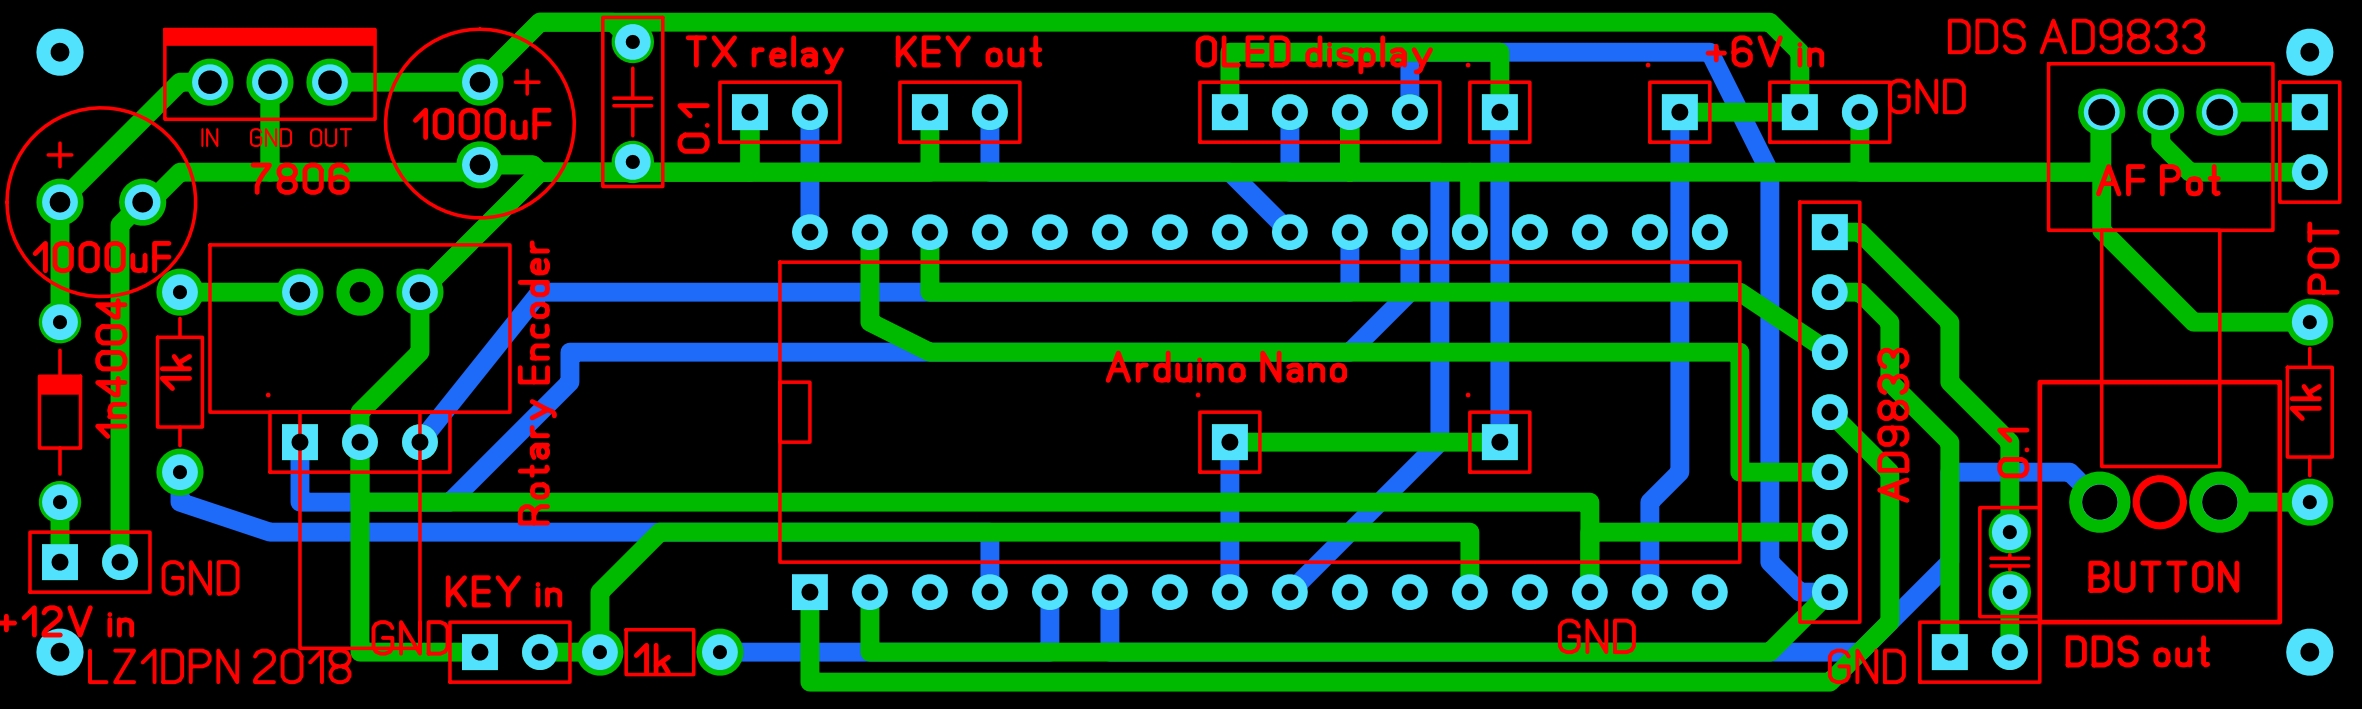 TX relay
KEY out
OLED display
+6V in
DDS AD9833
GND
+
1000uF
0.1
IN GND OUT
7806
+
1000uF
AF Pot
POT
1n4004
1k
Rotary Encoder
Arduino Nano
AD9833
1k
0.1
BUTTON
GND
+12V in
KEY in
GND
1k
GND
GND
DDS out
LZ1DPN 2018